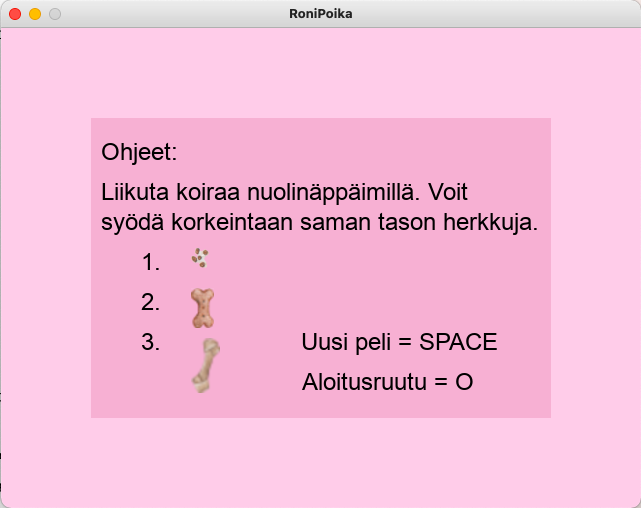 RoniPoika
Ohjeet:
Liikuta koiraa nuolinäppäimillä. Voit
syödä korkeintaan saman tason herkkuja.
1.
2.
3.
Uusi peli = SPACE
Aloitusruutu = O